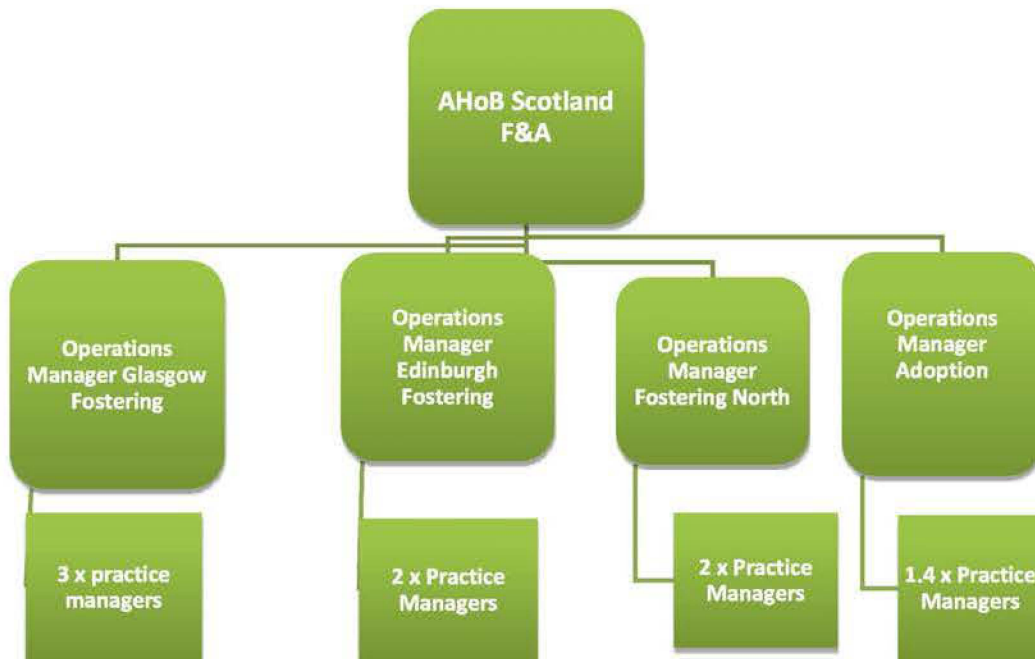 AHoB Scotland
F&A
Operations
Manager Glasgow
Fostering
Operations
Manager
Edinburgh
Fostering
Operations
Manager
Fostering North
Operations
Manager
Adoption
3 x practice
managers
2 x Practice
Managers
2 x Practice
Managers
1.4 x Practice
Managers